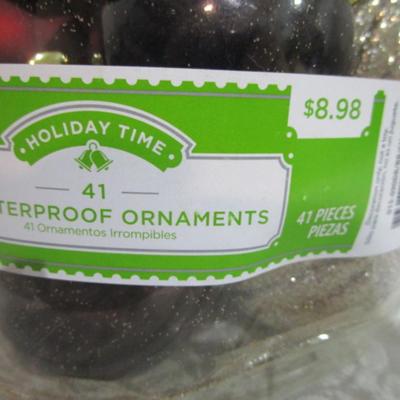 HOLIDAY TIME
41
TERPROOF ORNAMENTS
41 Ornamentos Irrompibles
$8.98
41 PIECES
PIEZAS